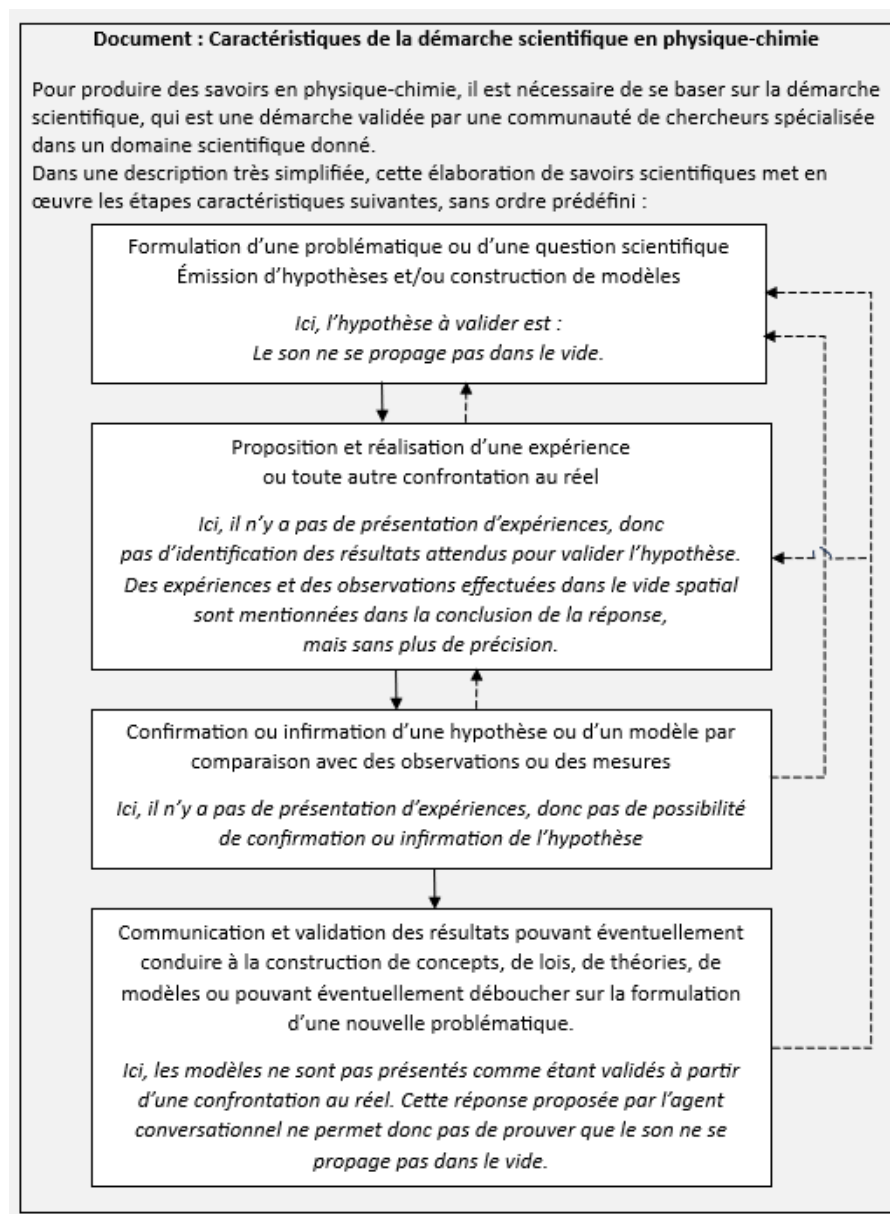 Document : Caractéristiques de la démarche scientifique en physique-chimie
Pour produire des savoirs en physique-chimie, il est nécessaire de se baser sur la démarche
scientifique, qui est une démarche validée par une communauté de chercheurs spécialisée
dans un domaine scientifique donné.
Dans une description très simplifiée, cette élaboration de savoirs scientifiques met en
œuvre les étapes caractéristiques suivantes, sans ordre prédéfini :
Formulation d’une problématique ou d’une question scientifique
Émission d’hypothèses et/ou construction de modèles
Ici, l’hypothèse à valider est :
Le son ne se propage pas dans le vide.
Proposition et réalisation d’une expérience
ou toute autre confrontation au réel
Ici, il n’y a pas de présentation d’expériences, donc
pas d’identification des résultats attendus pour valider l’hypothèse.
Des expériences et des observations effectuées dans le vide spatial
sont mentionnées dans la conclusion de la réponse,
mais sans plus de précision.
Confirmation ou infirmation d’une hypothèse ou d’un modèle par
comparaison avec des observations ou des mesures
Ici, il n’y a pas de présentation d’expériences, donc pas de possibilité
de confirmation ou infirmation de l’hypothèse
Communication et validation des résultats pouvant éventuellement
conduire à la construction de concepts, de lois, de théories, de
modèles ou pouvant éventuellement déboucher sur la formulation
d’une nouvelle problématique.
Ici, les modèles ne sont pas présentés comme étant validés à partir
d’une confrontation au réel. Cette réponse proposée par l’agent
conversationnel ne permet donc pas de prouver que le son ne se
propage pas dans le vide.